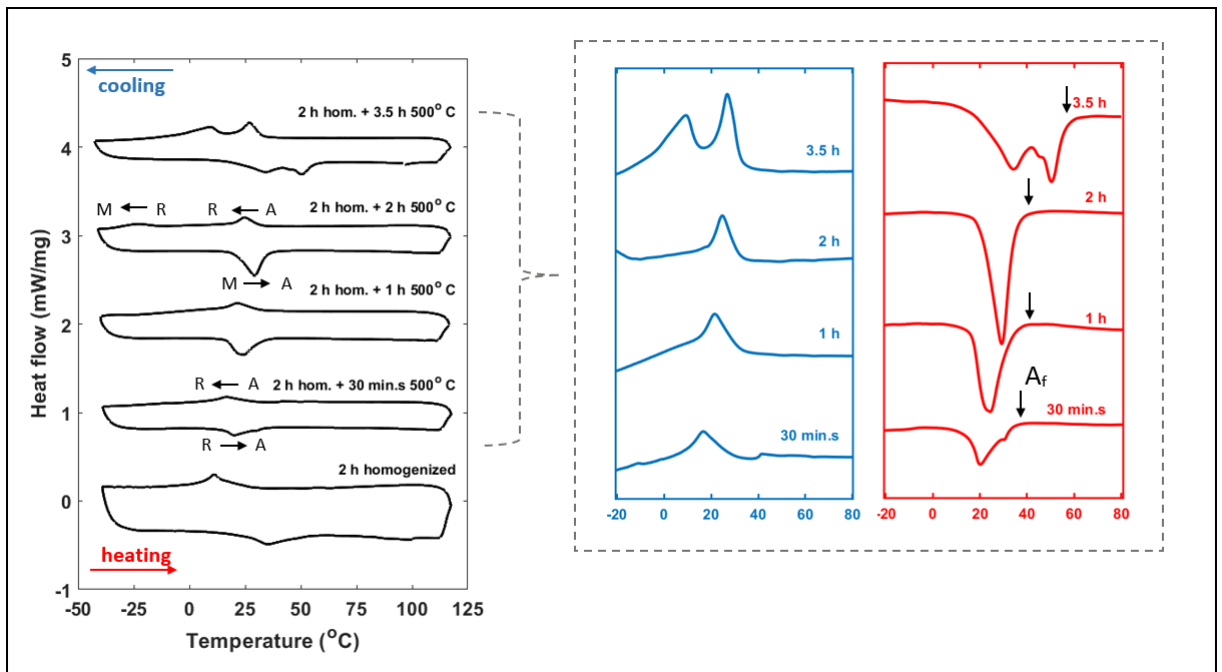 5
4
3
2
1
0
-1
Heat flow (mW/mg)
cooling
2 h hom. + 3.5 h 500° C
M R R A
2 h hom. + 2 h 500° C
M A
2 h hom. + 1 h 500° C
R A
2 h hom. + 30 min.s 500° C
R A
2 h homogenized
heating
-50 -25 0 25 50 75 100 125
Temperature (°C)
3.5 h
2 h
1 h
30 min.s
-20 0 20 40 60 80
3.5 h
2 h
1 h
Af
30 min.s
-20 0 20 40 60 80